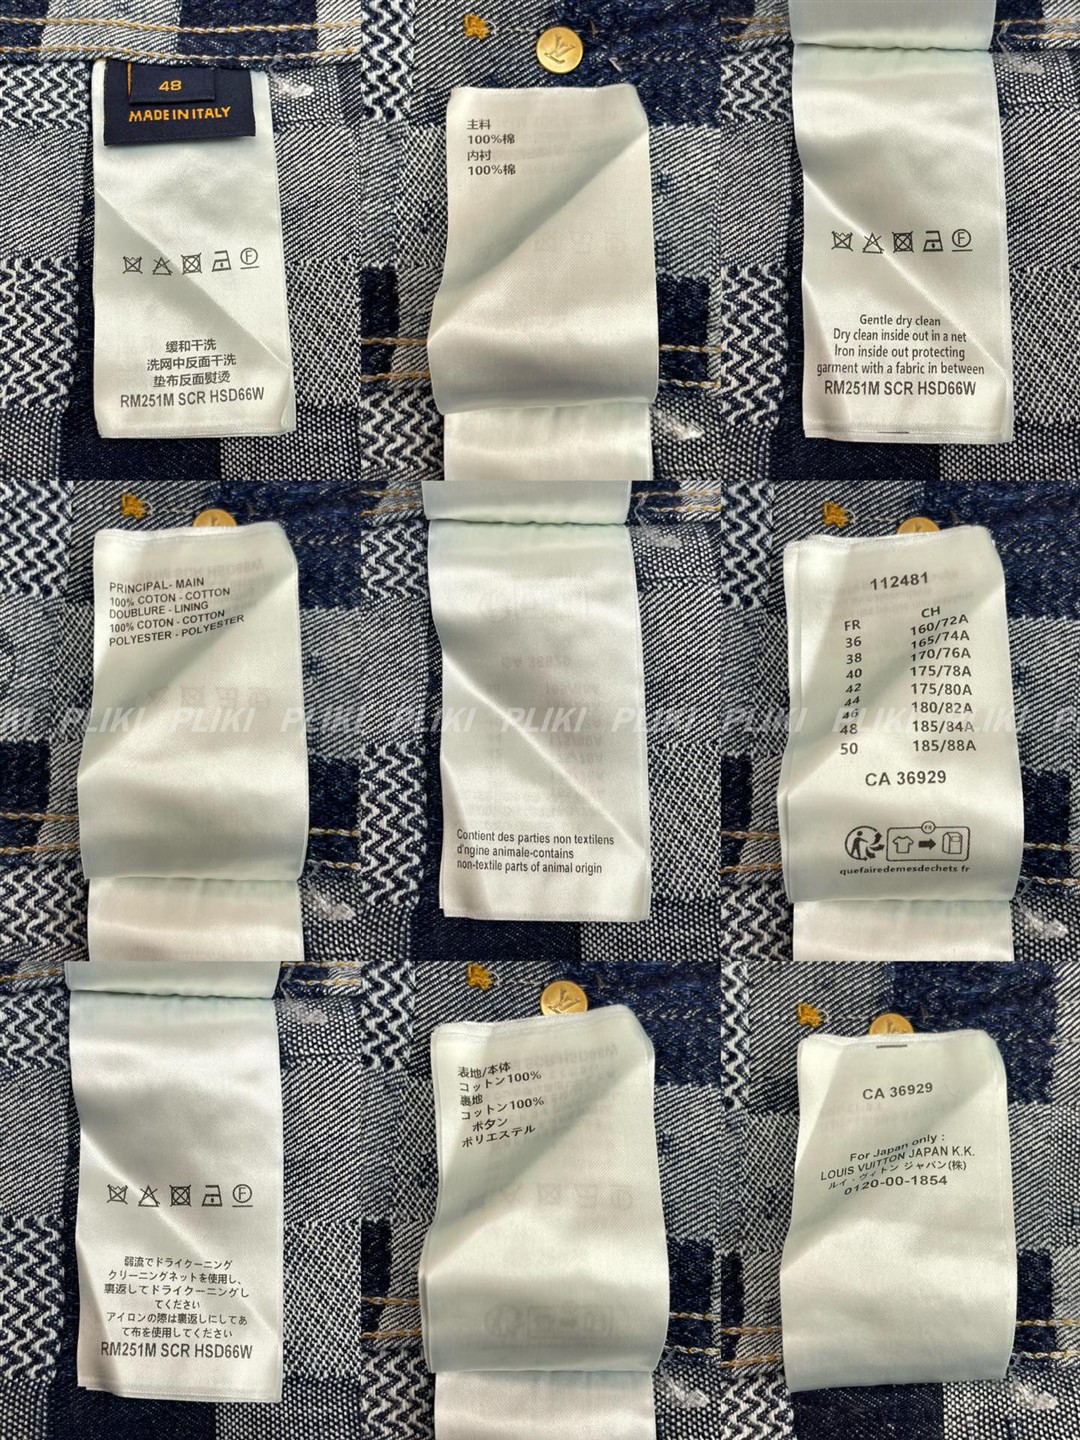 48
MADE IN ITALY
缓和干洗
洗网中反面干洗
垫布反面熨烫
RM251M SCR HSD66W
主料
100%棉
内衬
100%棉
F
Gentle dry clean
Dry clean inside out in a net
Iron inside out protecting
garment with a fabric in between
RM251M SCR HSD66W
PRINCIPAL- MAIN
100% COTON - COTTON
DOUBLURE - LINING
100% COTON - COTTON
POLYESTER - POLYESTER
Contient des parties non textilens
d'ngine animale-contains
non-textile parts of animal origin
112481
FR CH
36 160/72A
38 165/74A
40 170/76A
42 175/78A
44 175/80A
46 180/82A
48 185/84A
50 185/88A
CA 36929
FR
quefairedemesdechets.fr
PLIKI PLIKI PLIKI PLIKI PLIKI PLIKI PLIKI PLIKI PLIKI
弱流でドライクーニング
クリーニングネットを使用し、
裏返してドライクーニングし
てください
アイロンの際は裏返しにしてあ
て布を使用してください
RM251M SCR HSD66W
表地/本体
コットン100%
裏地
コットン100%
ボタン
ポリエステル
CA 36929
For Japan only :
LOUIS VUITTON JAPAN K.K.
ルイ・ヴィトン ジャパン(株)
0120-00-1854